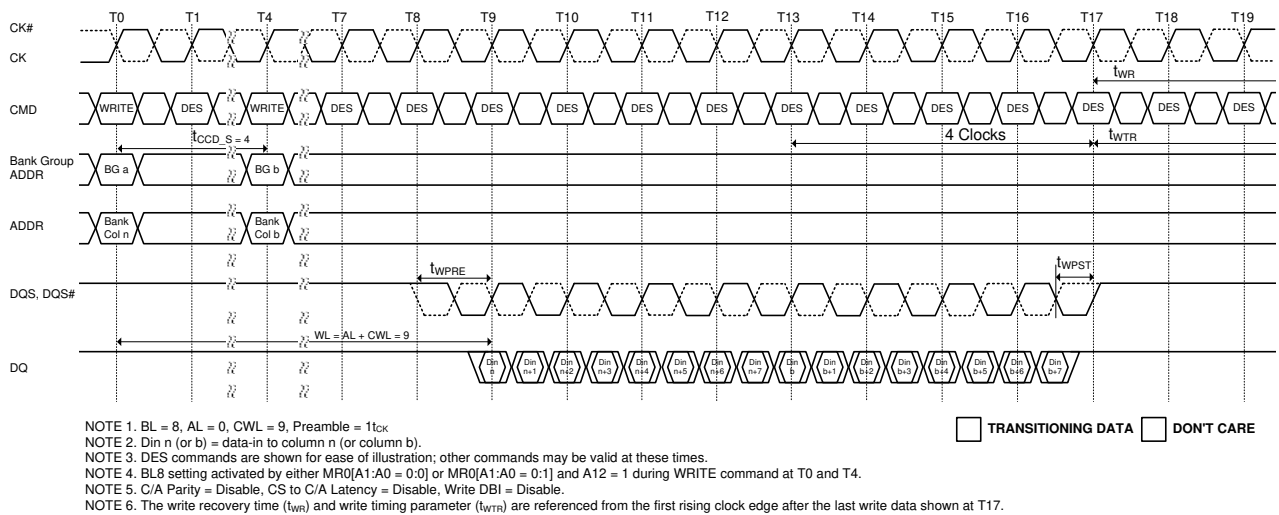 T0 T1 T4 T7 T8 T9 T10 T11 T12 T13 T14 T15 T16 T17 T18 T19
CK#
CK
tWR
CMD WRITE DES WRITE DES DES DES DES DES DES DES DES DES DES DES DES DES
tCCD_S = 4
4 Clocks
tWTR
Bank Group
ADDR
BG a BG b
ADDR
Bank
Col n
Bank
Col b
tWPRE
tWPST
DQS, DQS#
WL = AL + CWL = 9
DQ
Din
n
Din
n+1
Din
n+2
Din
n+3
Din
n+4
Din
n+5
Din
n+6
Din
n+7
Din
b
Din
b+1
Din
b+2
Din
b+3
Din
b+4
Din
b+5
Din
b+6
Din
b+7
NOTE 1. BL = 8, AL = 0, CWL = 9, Preamble = 1tCK
NOTE 2. Din n (or b) = data-in to column n (or column b).
NOTE 3. DES commands are shown for ease of illustration; other commands may be valid at these times.
NOTE 4. BL8 setting activated by either MR0[A1:A0 = 0:0] or MR0[A1:A0 = 0:1] and A12 = 1 during WRITE command at T0 and T4.
NOTE 5. C/A Parity = Disable, CS to C/A Latency = Disable, Write DBI = Disable.
NOTE 6. The write recovery time (tWR) and write timing parameter (tWTR) are referenced from the first rising clock edge after the last write data shown at T17.
TRANSITIONING DATA DON'T CARE